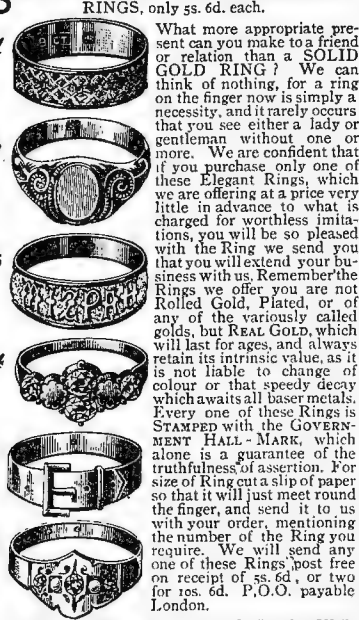 RINGS, only 5s. 6d. each.
What more appropriate pre-
sent can you make to a friend
or relation than a SOLID
GOLD RING? We can
think of nothing, for a ring
on the finger now is simply a
necessity, and it rarely occurs
that you see either a lady or
gentleman without one or
more. We are confident that
if you purchase only one of
these Elegant Rings, which
we are offering at a price very
little in advance to what is
charged for worthless imita-
tions, you will be so pleased
with the Ring we send you
that you will extend your bu-
siness with us. Remember the
Rings we offer you are not
Rolled Gold, Plated, or of
any of the variously called
golds, but REAL GOLD, which
will last for ages, and always
retain its intrinsic value, as it
is not liable to change of
colour or that speedy decay
which awaits all baser metals.
Every one of these Rings is
STAMPED with the GOVERN-
MENT HALL-MARK, which
alone is a guarantee of the
truthfulness of assertion. For
size of Ring cut a slip of paper
so that it will just meet round
the finger, and send it to us
with your order, mentioning
the number of the Ring you
require. We will send any
one of these Rings post free
on receipt of 5s. 6d, or two
for 10s. 6d. P.O.O. payable
London.